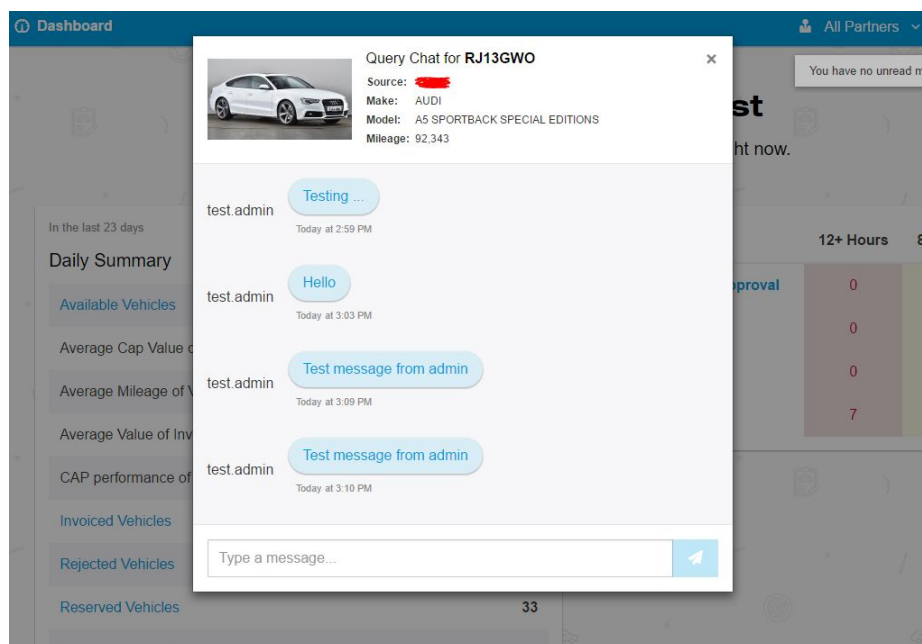 Dashboard
All Partners
You have no unread m
Query Chat for RJ13GWO
Source:
Make: AUDI
Model: A5 SPORTBACK SPECIAL EDITIONS
Mileage: 92,343
×
st
ht now.
test.admin
Testing ...
Today at 2:59 PM
test.admin
Hello
Today at 3:03 PM
test.admin
Test message from admin
Today at 3:09 PM
test.admin
Test message from admin
Today at 3:10 PM
Type a message...
In the last 23 days
Daily Summary
Available Vehicles
Average Cap Value o
Average Mileage of V
Average Value of Inv
CAP performance of
Invoiced Vehicles
Rejected Vehicles
Reserved Vehicles 33
12+ Hours 8
pproval 0
0
0
7